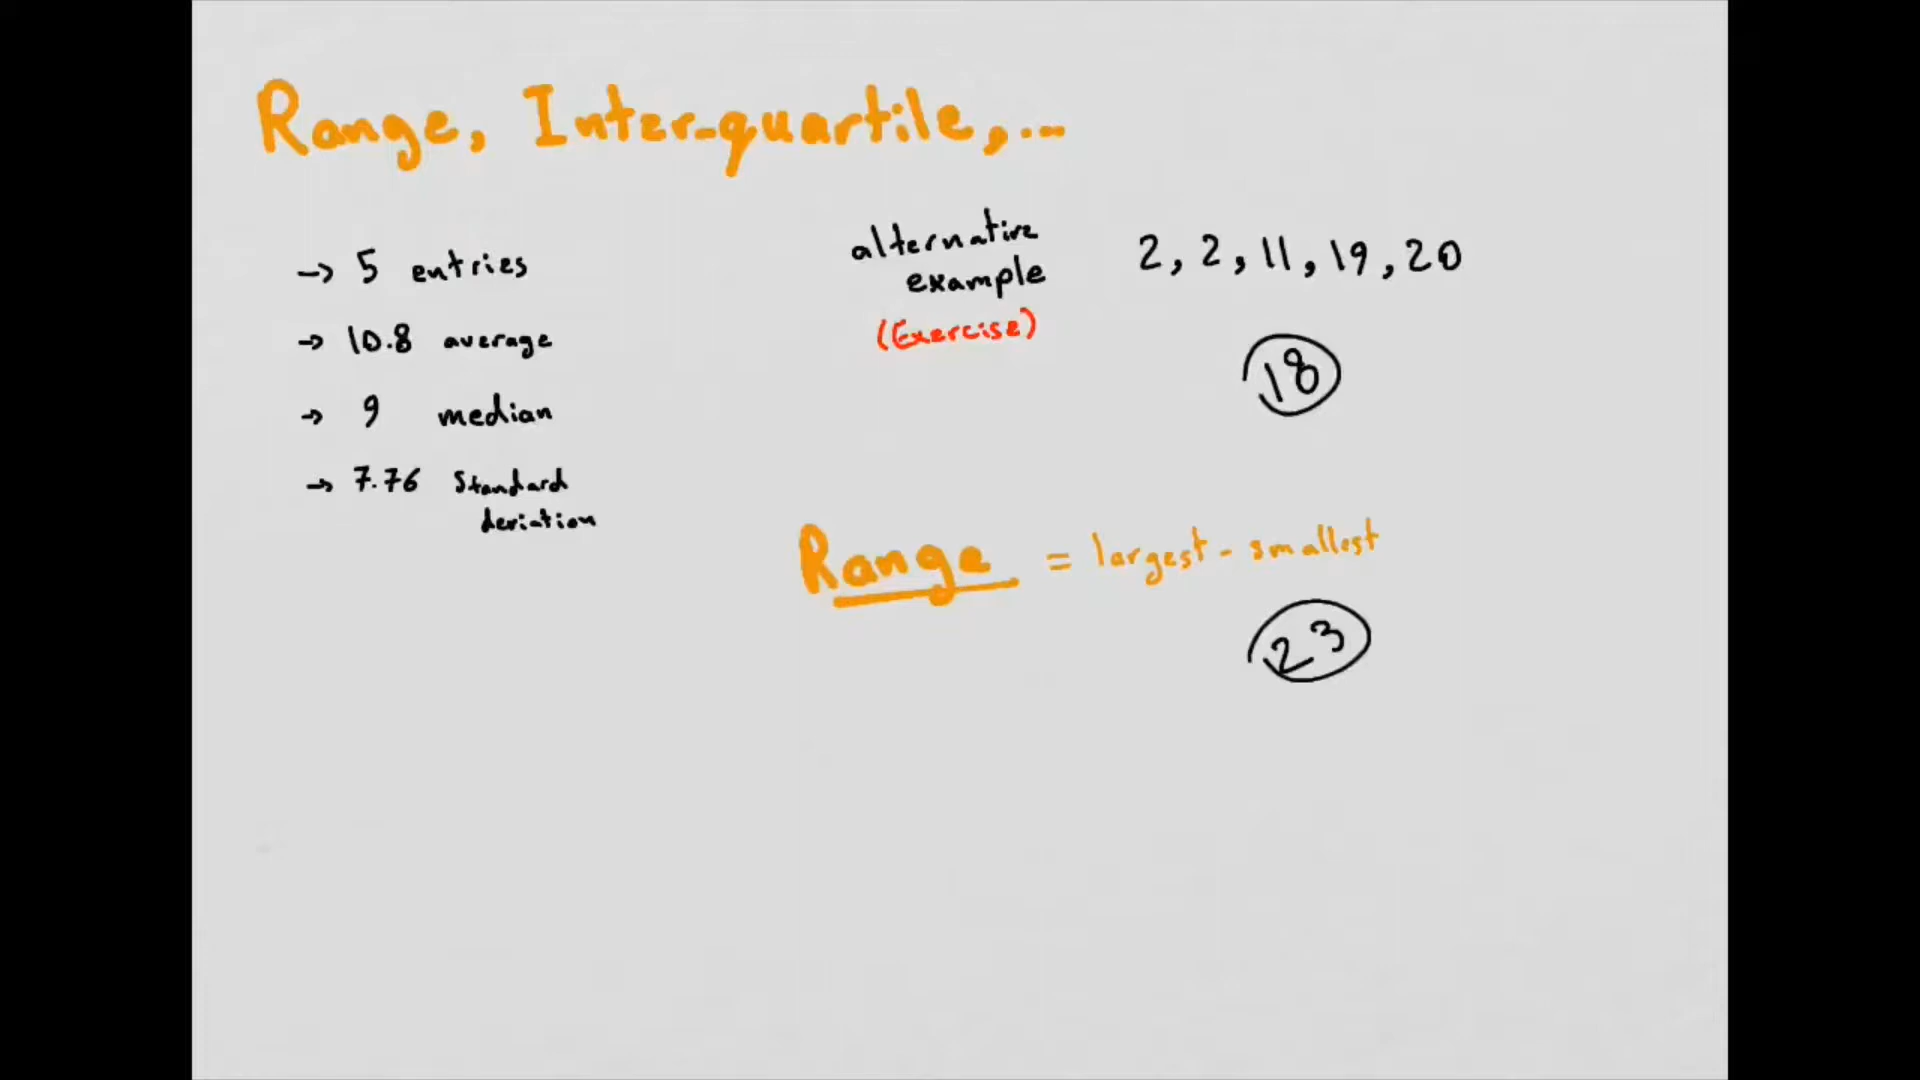 Range, Inter-quartile,...
-> 5 entries
-> 10.8 average
-> 9 median
-> 7.76 Standard
deviation
alternative
example
(Exercise)
2, 2, 11, 19, 20
18
Range = largest - smallest
23